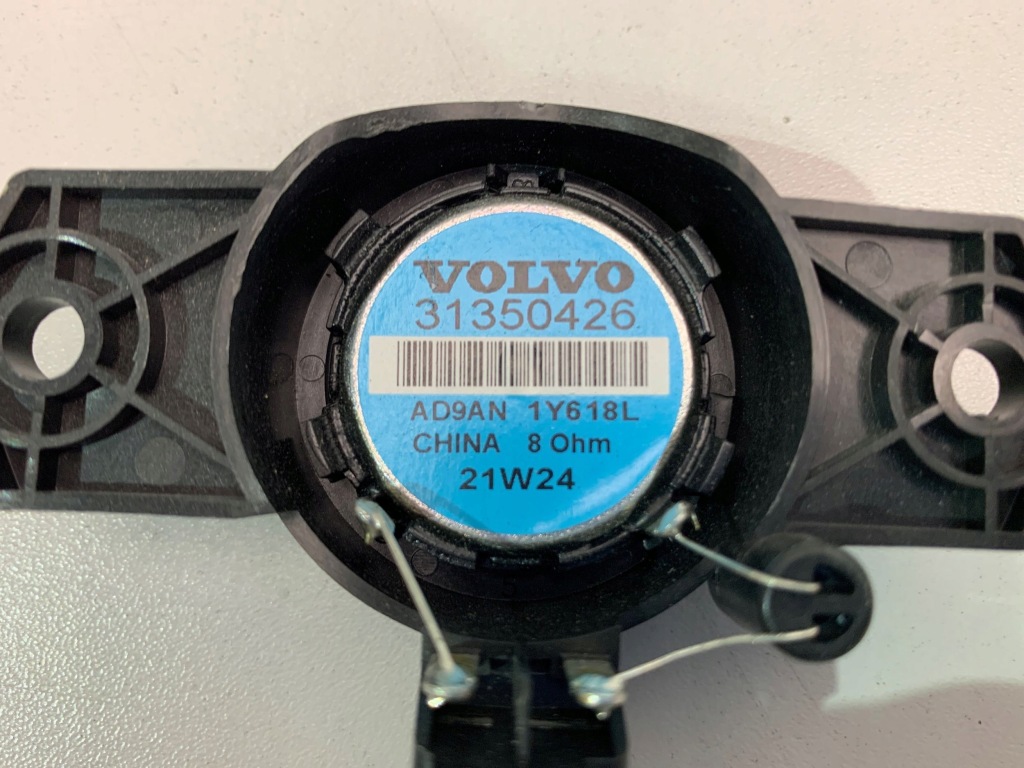 VOLVO
31350426
AD9AN 1Y618L
CHINA 8 Ohm
21W24